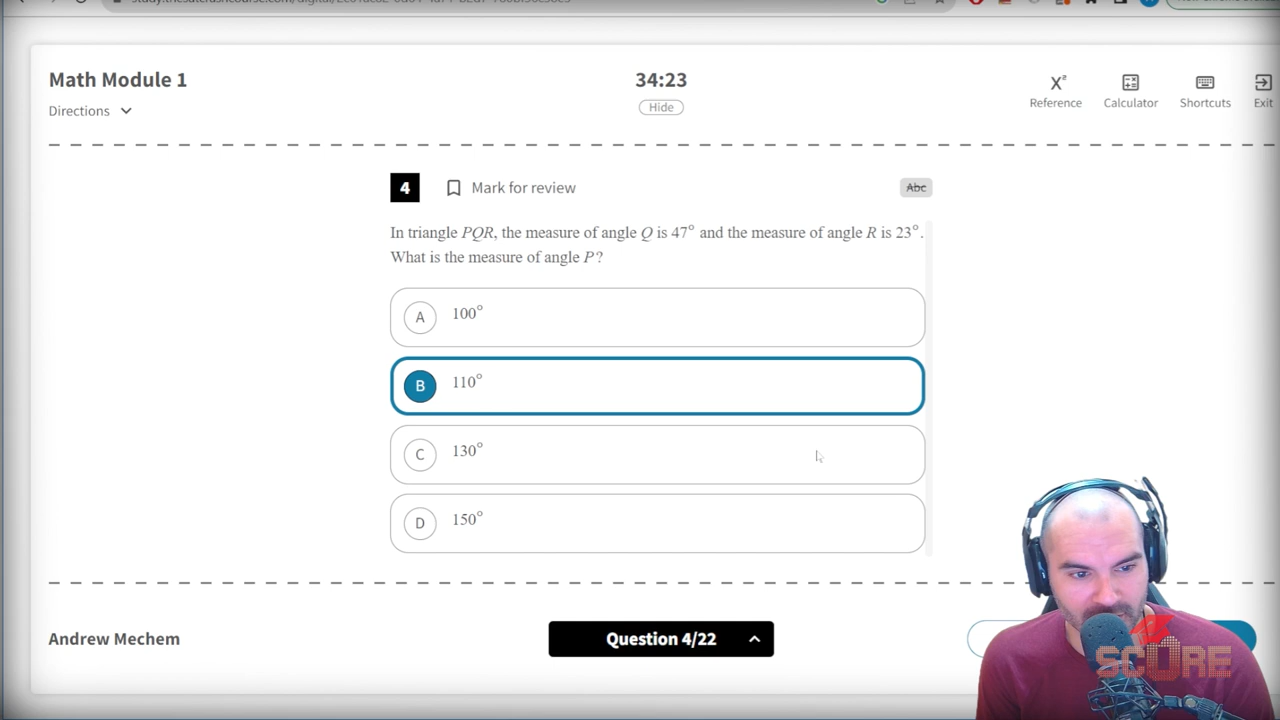 Math Module 1
34:23
Directions
Hide
Reference
Calculator
Shortcuts
Exit
4
Mark for review
Abc
In triangle PQR, the measure of angle Q is 47° and the measure of angle R is 23°.
What is the measure of angle P?
A 100°
B 110°
C 130°
D 150°
Andrew Mechem
Question 4/22
SCORE